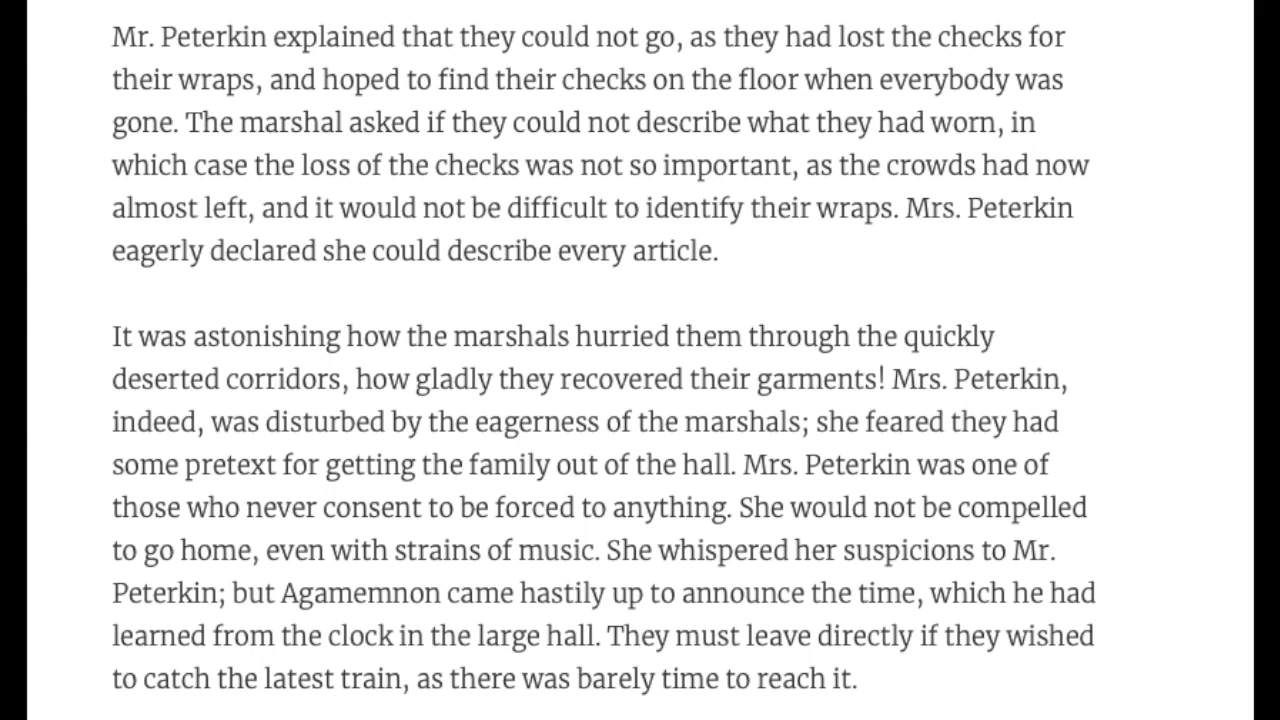 Mr. Peterkin explained that they could not go, as they had lost the checks for
their wraps, and hoped to find their checks on the floor when everybody was
gone. The marshal asked if they could not describe what they had worn, in
which case the loss of the checks was not so important, as the crowds had now
almost left, and it would not be difficult to identify their wraps. Mrs. Peterkin
eagerly declared she could describe every article.
It was astonishing how the marshals hurried them through the quickly
deserted corridors, how gladly they recovered their garments! Mrs. Peterkin,
indeed, was disturbed by the eagerness of the marshals; she feared they had
some pretext for getting the family out of the hall. Mrs. Peterkin was one of
those who never consent to be forced to anything. She would not be compelled
to go home, even with strains of music. She whispered her suspicions to Mr.
Peterkin; but Agamemnon came hastily up to announce the time, which he had
learned from the clock in the large hall. They must leave directly if they wished
to catch the latest train, as there was barely time to reach it.